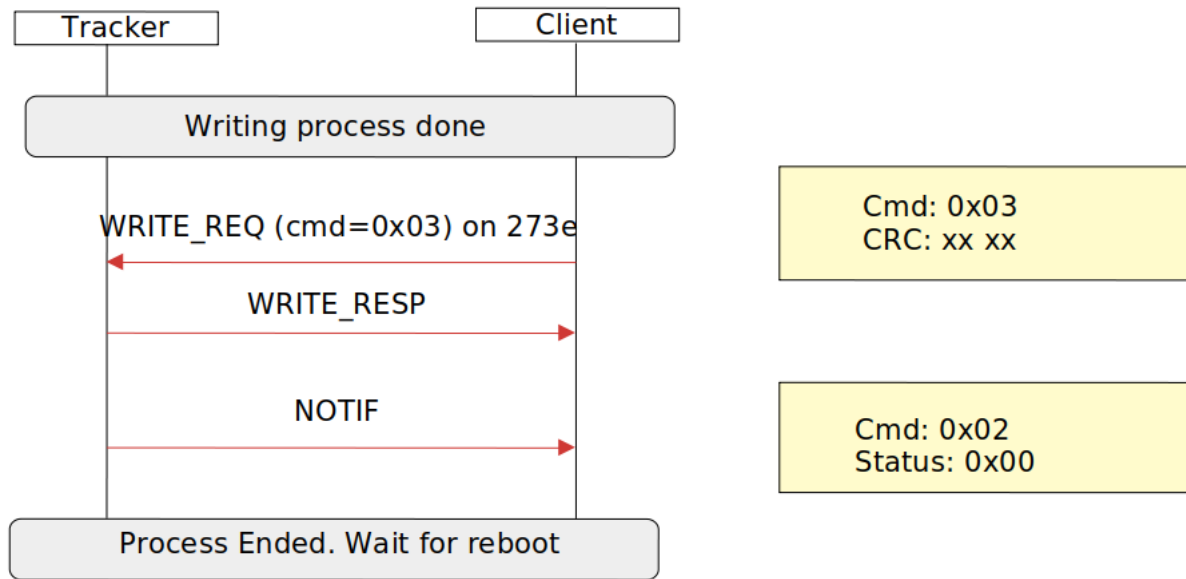 Tracker
Client
Writing process done
WRITE_REQ (cmd=0x03) on 273e
Cmd: 0x03
CRC: xx xx
WRITE_RESP
NOTIF
Cmd: 0x02
Status: 0x00
Process Ended. Wait for reboot